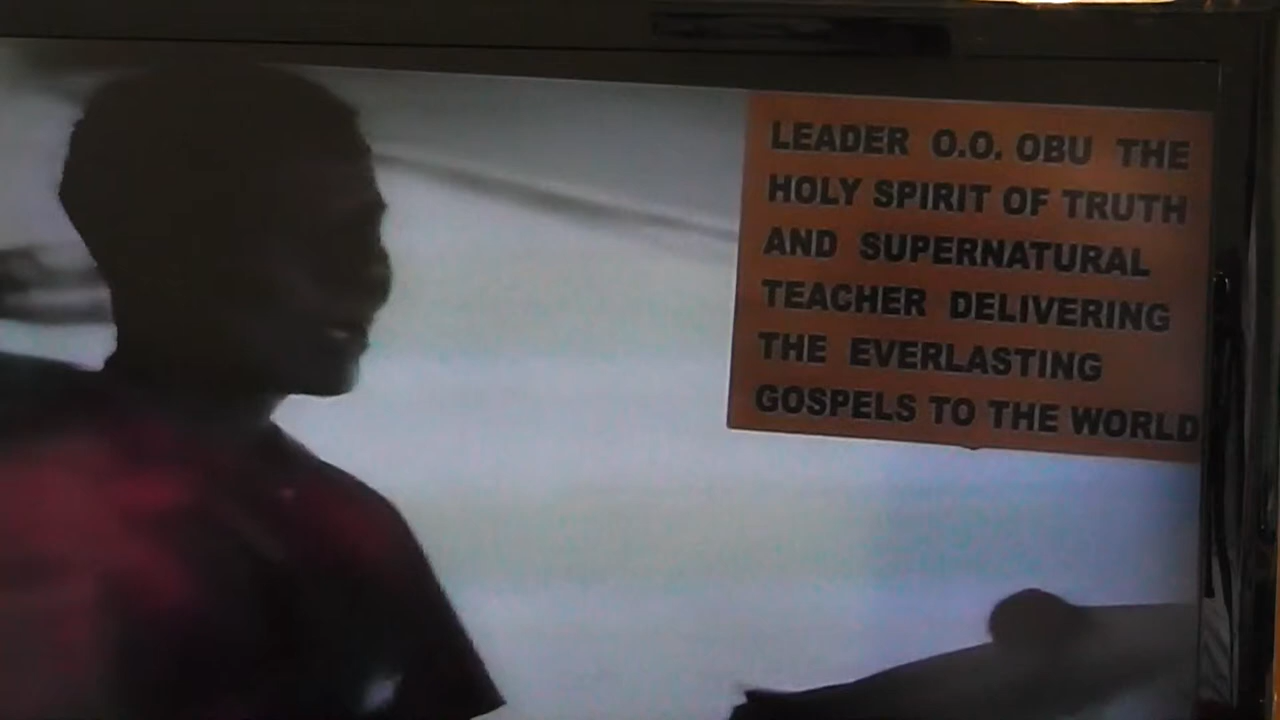 LEADER O.O. OBU THE
HOLY SPIRIT OF TRUTH
AND SUPERNATURAL
TEACHER DELIVERING
THE EVERLASTING
GOSPELS TO THE WORLD